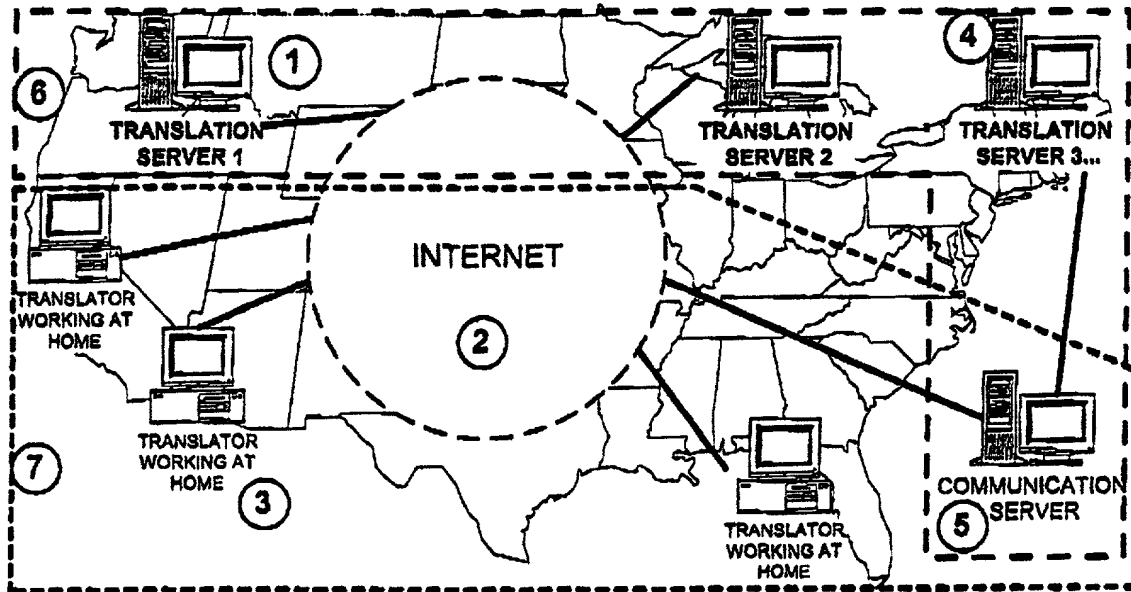 1
4
6
TRANSLATION
SERVER 1
TRANSLATION
SERVER 2
TRANSLATION
SERVER 3...
INTERNET
2
TRANSLATOR
WORKING AT
HOME
TRANSLATOR
WORKING AT
HOME
7
3
TRANSLATOR
WORKING AT
HOME
COMMUNICATION
SERVER
5